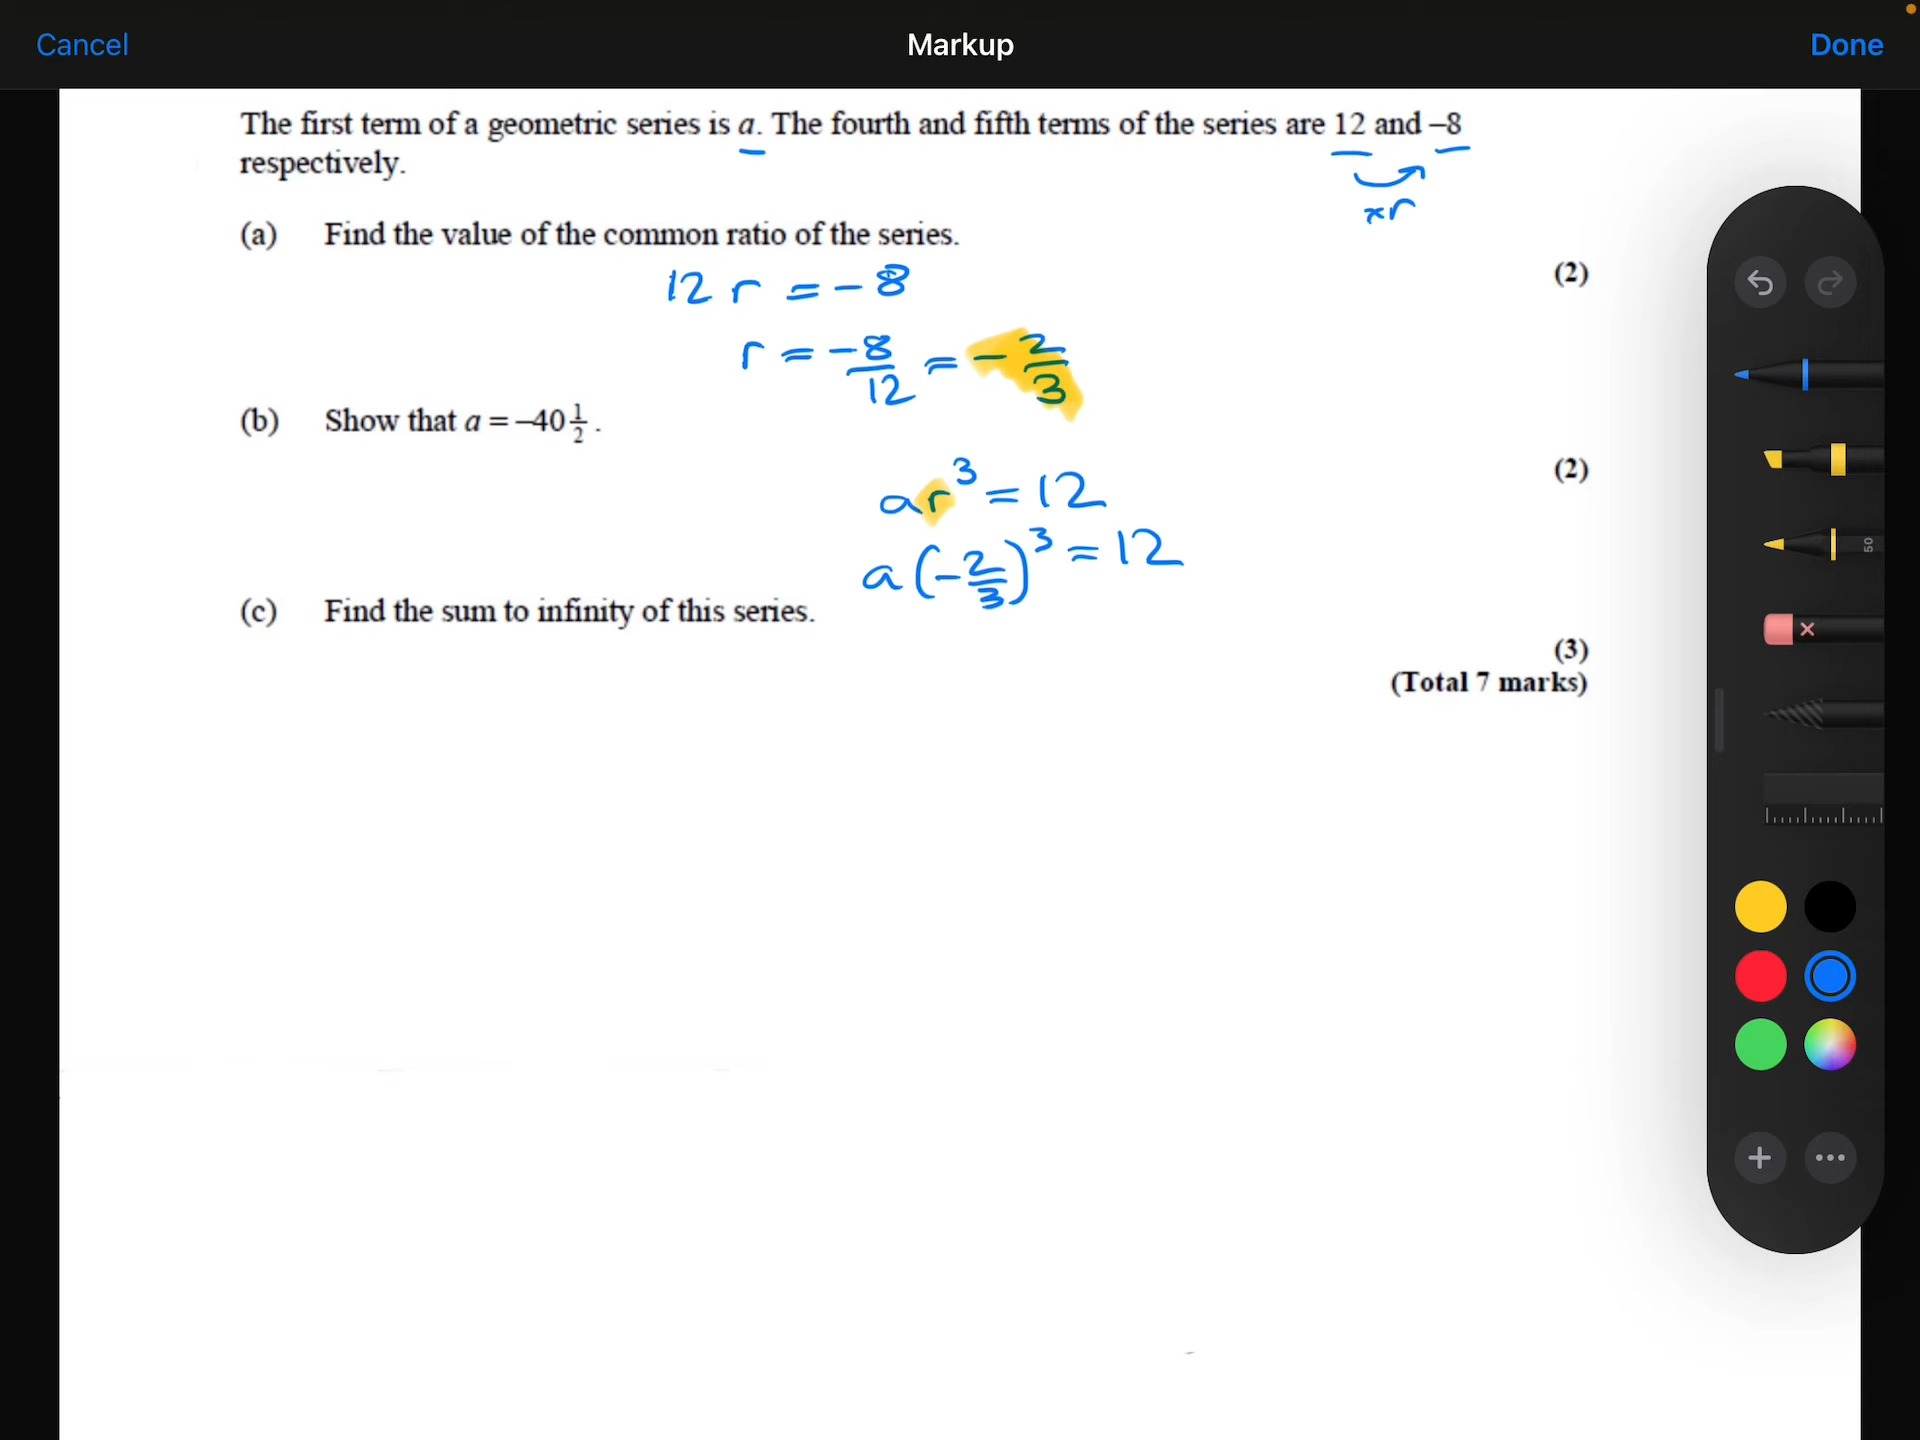 Cancel Markup Done
The first term of a geometric series is a. The fourth and fifth terms of the series are 12 and –8
respectively.
×r
(a) Find the value of the common ratio of the series.
(2)
12 r = -8
r = -8/12 = -2/3
(b) Show that a = –40 1/2 .
(2)
ar³ = 12
a(-2/3)³ = 12
(c) Find the sum to infinity of this series.
(3)
(Total 7 marks)
50